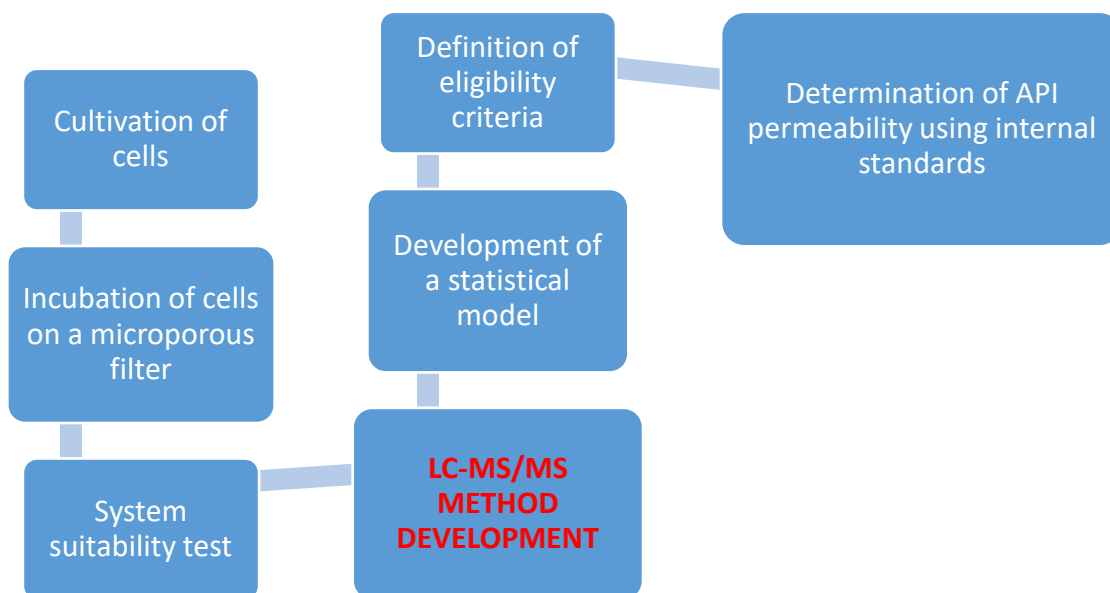 Cultivation of
cells
Incubation of cells
on a microporous
filter
System
suitability test
LC-MS/MS
METHOD
DEVELOPMENT
Development of
a statistical
model
Definition of
eligibility
criteria
Determination of API
permeability using internal
standards